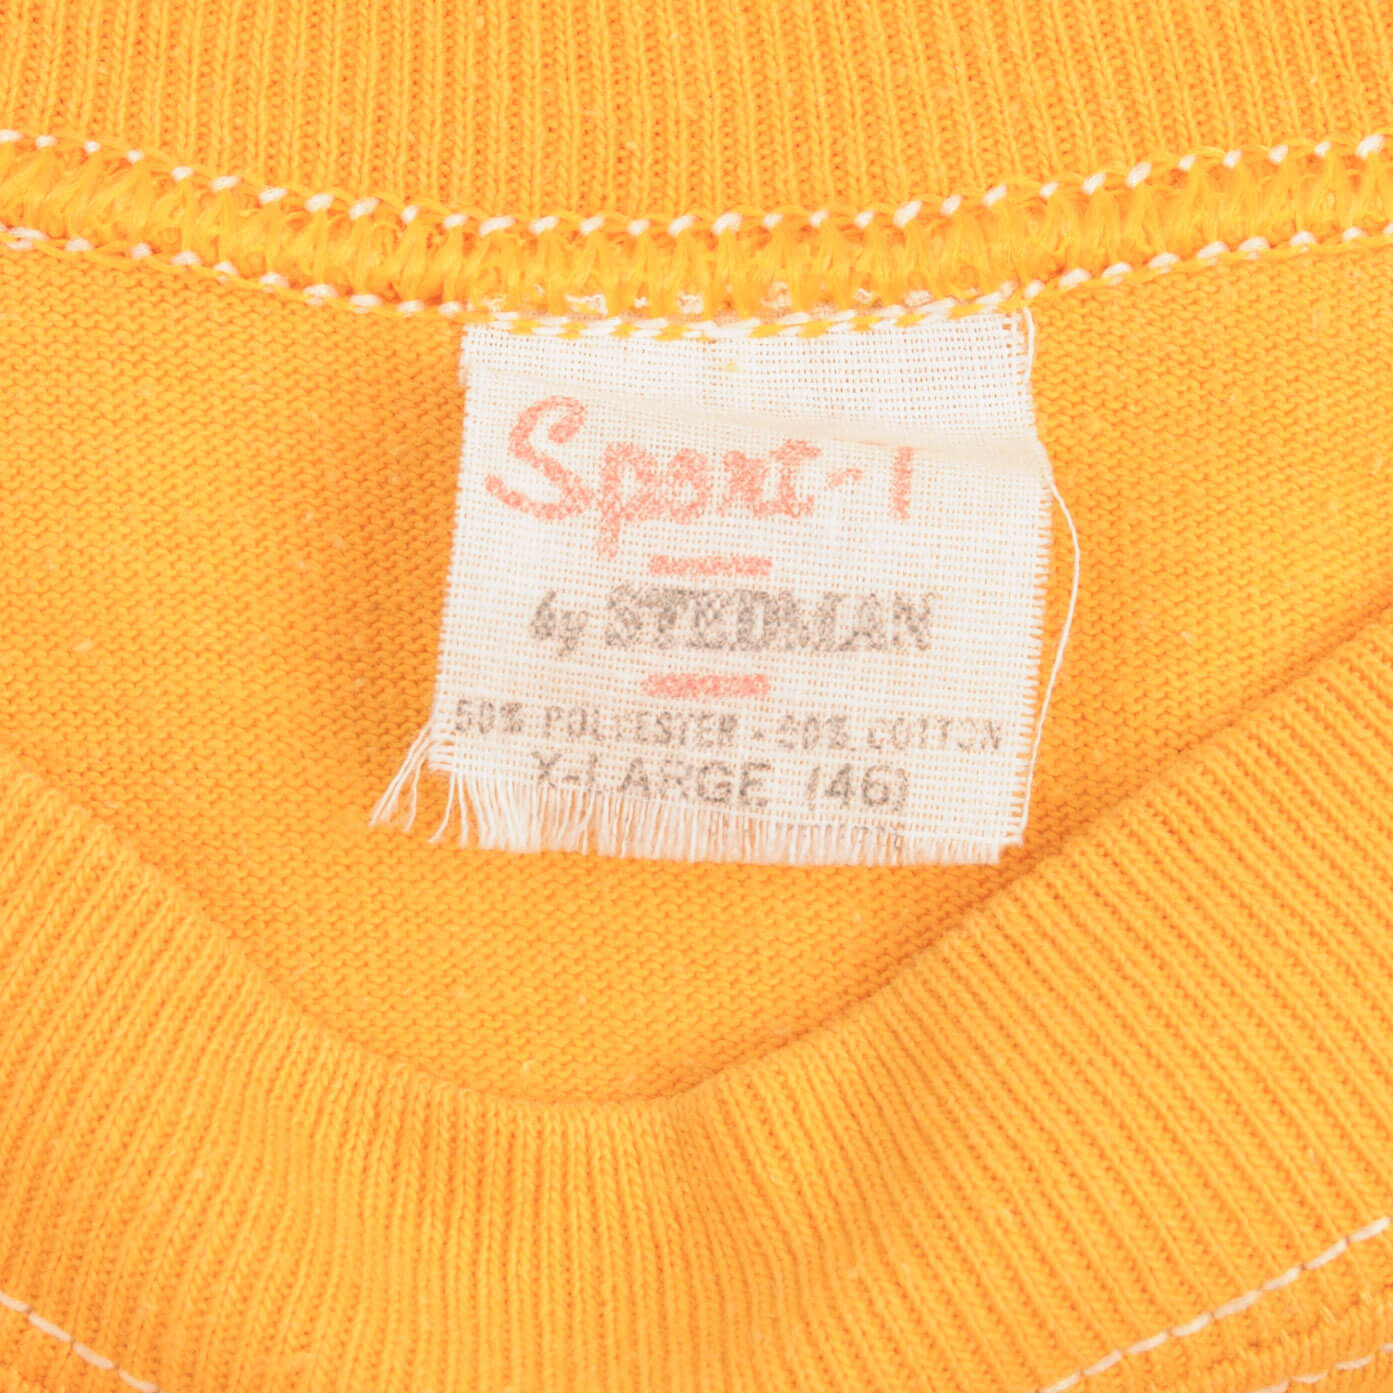 Sport-T
by STEDMAN
50% POLYESTER - 50% COTTON
X-LARGE (46)